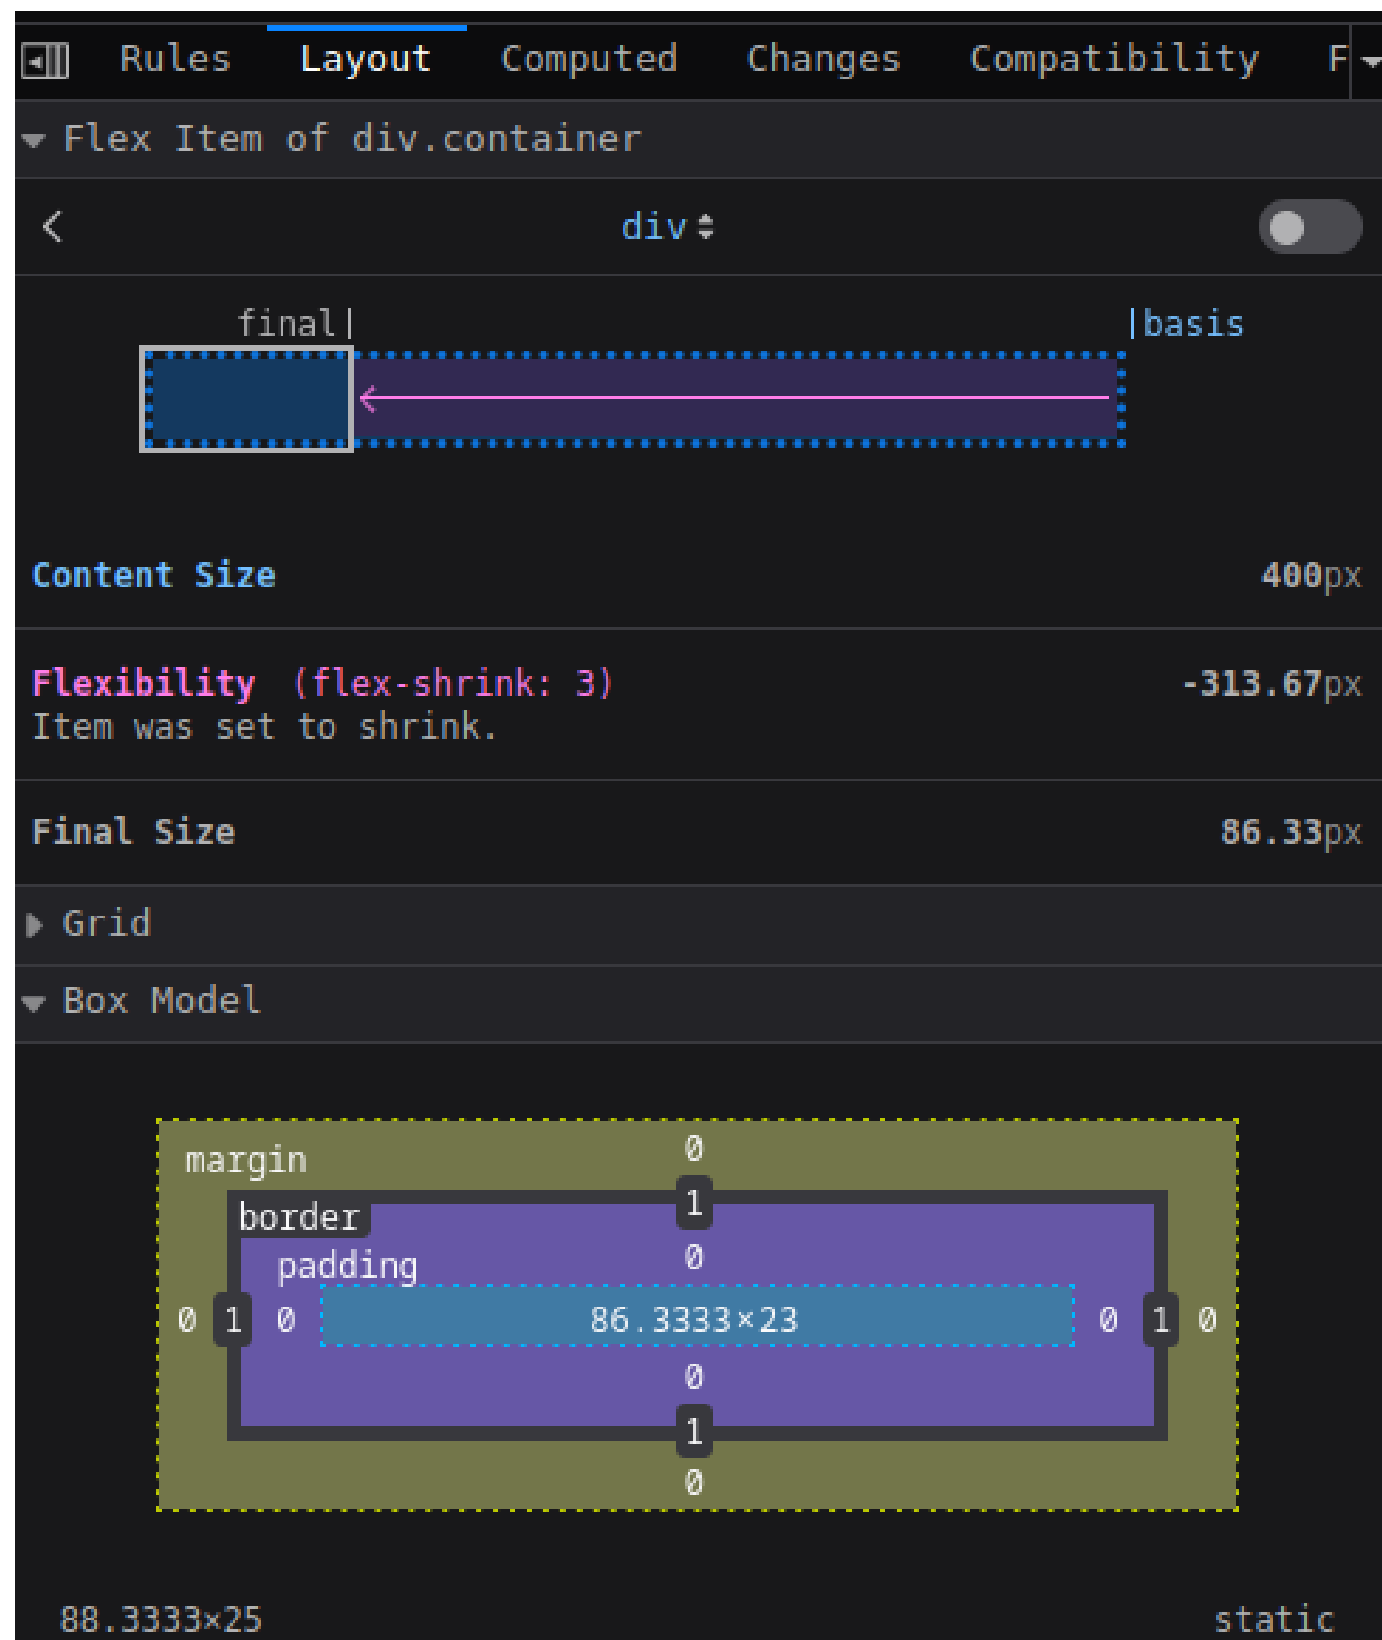 Rules Layout Computed Changes Compatibility F
Flex Item of div.container
div
final basis
Content Size 400px
Flexibility (flex-shrink: 3) -313.67px
Item was set to shrink.
Final Size 86.33px
Grid
Box Model
margin 0
border 1
padding 0
0 1 0 86.3333×23 0 1 0
0
1
0
88.3333×25 static